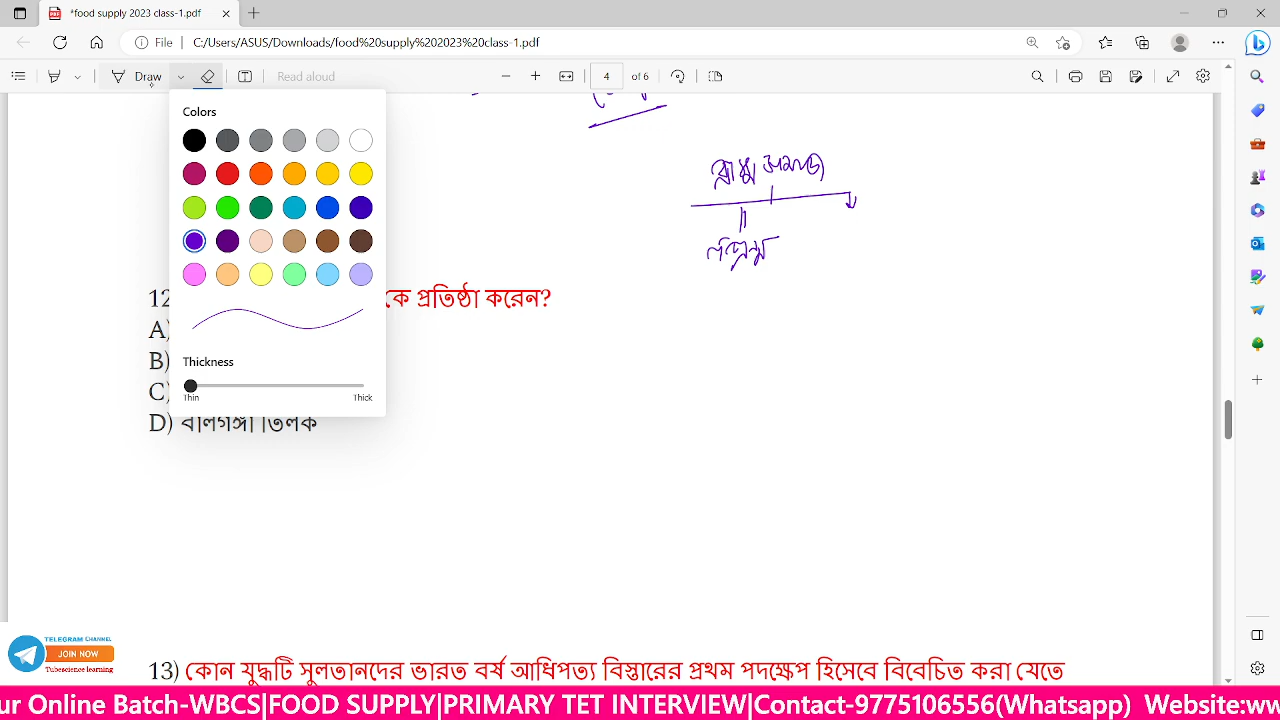 *food supply 2023 class-1.pdf
File C:/Users/ASUS/Downloads/food%20supply%202023%20class-1.pdf
Draw Read aloud 4 of 6
Colors
ব্রাহ্ম সমাজ
12 কে প্রতিষ্ঠা করেন?
A)
B)
Thickness
C)
Thin Thick
D) বালগঙ্গা তিলক
TELEGRAM CHANNEL
JOIN NOW
Tubescience learning
13) কোন যুদ্ধটি সুলতানদের ভারত বর্ষ আধিপত্য বিস্তারের প্রথম পদক্ষেপ হিসেবে বিবেচিত করা যেতে
ur Online Batch-WBCS|FOOD SUPPLY|PRIMARY TET INTERVIEW|Contact-9775106556(Whatsapp) Website:ww